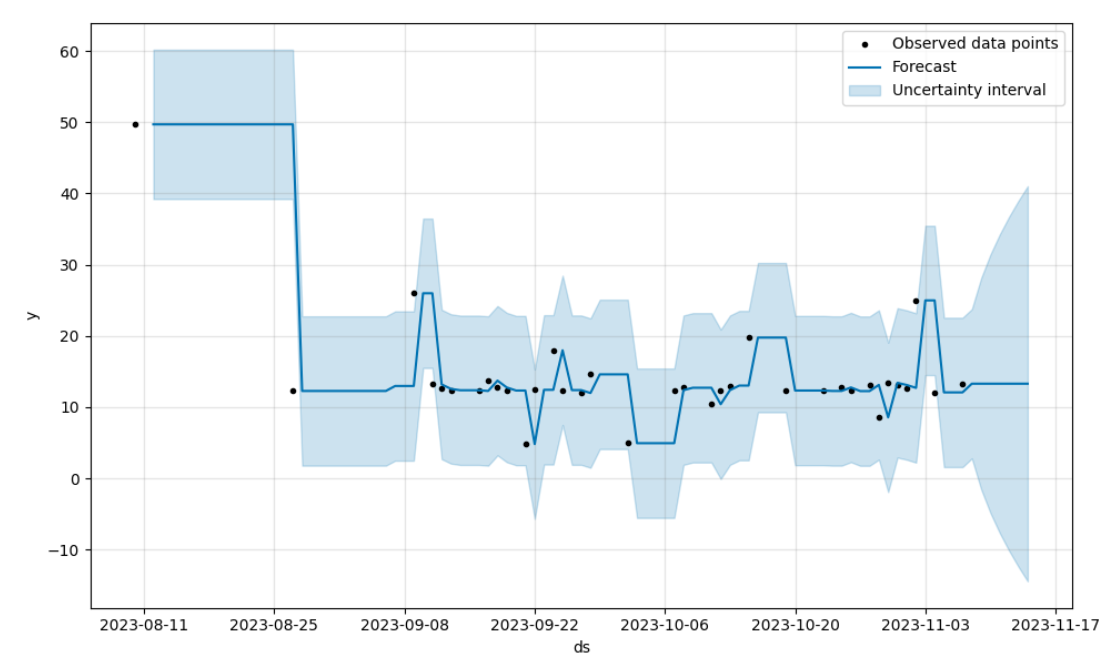 Observed data points
Forecast
Uncertainty interval
60
50
40
30
20
10
0
−10
y
2023-08-11 2023-08-25 2023-09-08 2023-09-22 2023-10-06 2023-10-20 2023-11-03 2023-11-17
ds